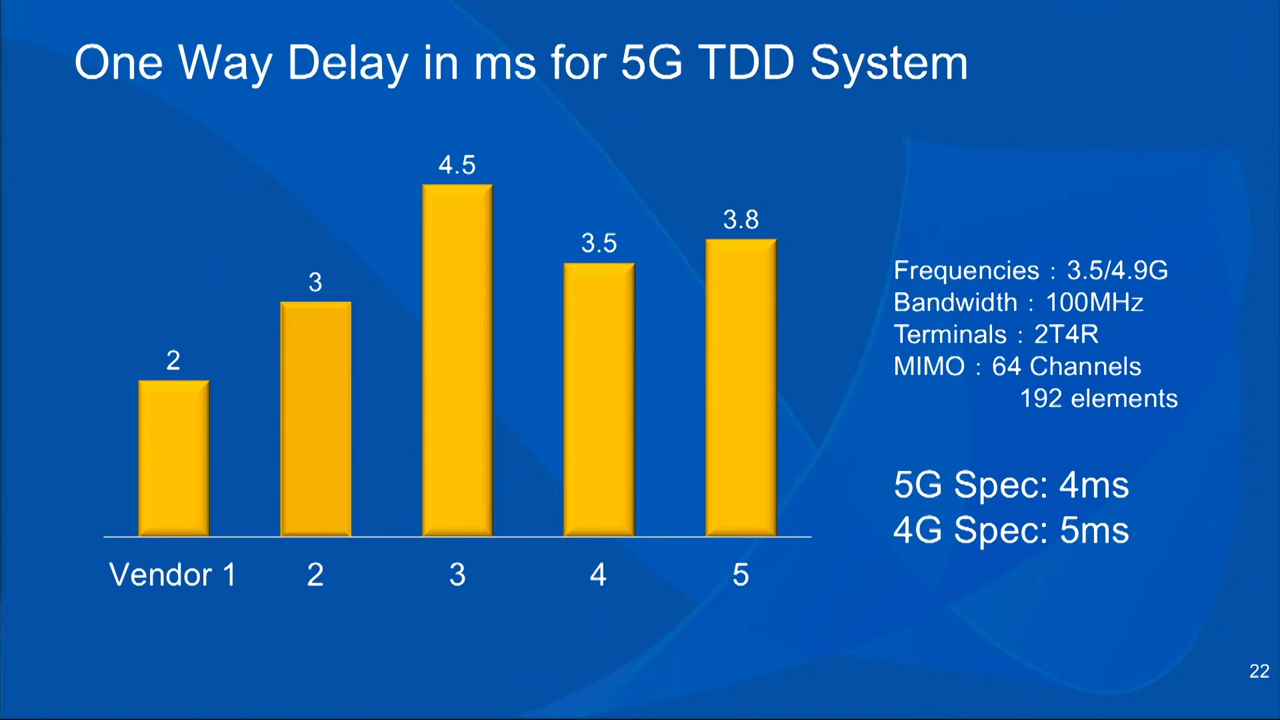 One Way Delay in ms for 5G TDD System
4.5
3.8
3.5
3
2
Vendor 1 2 3 4 5
Frequencies：3.5/4.9G
Bandwidth：100MHz
Terminals：2T4R
MIMO：64 Channels
192 elements
5G Spec: 4ms
4G Spec: 5ms
22